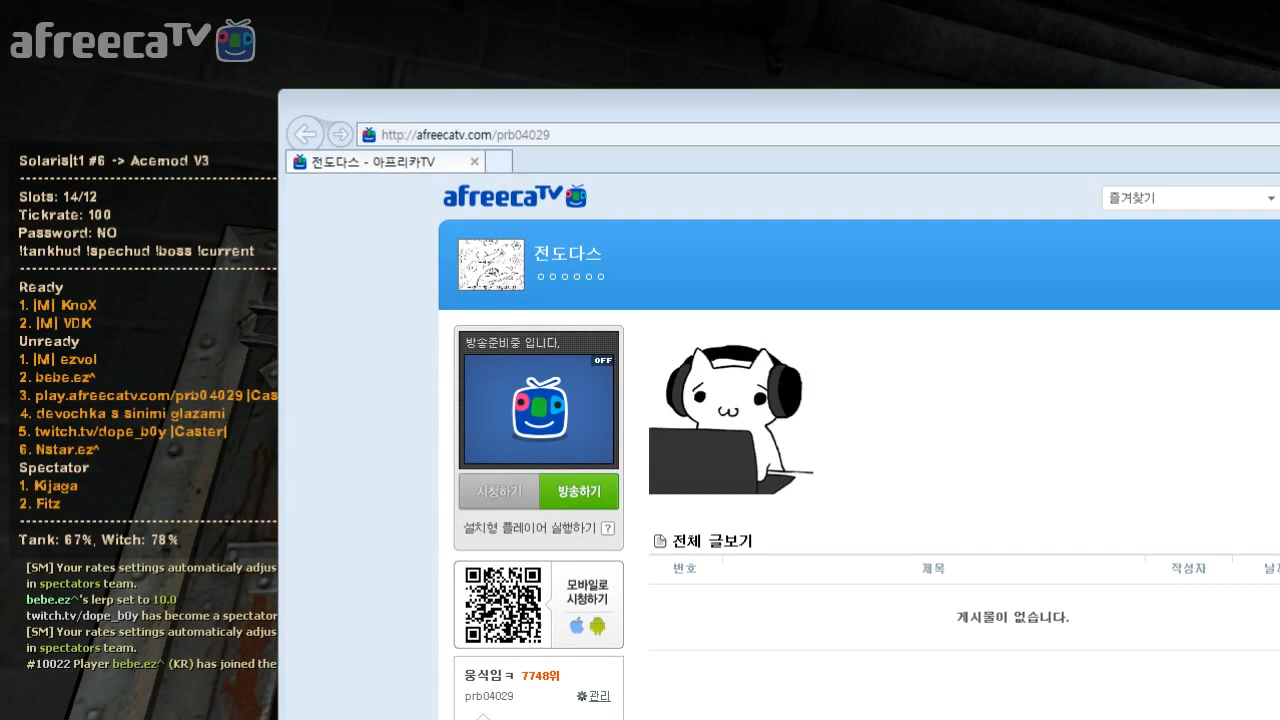 afreecaTV
Solaris|t1 #6 -> Acemod V3
Slots: 14/12
Tickrate: 100
Password: NO
!tankhud !spechud !boss !current
Ready
1. |M| KnoX
2. |M| VDK
Unready
1. |M| ezvol
2. bebe.ez^
3. play.afreecatv.com/prb04029 |Cas
4. devochka s sinimi glazami
5. twitch.tv/dope_b0y |Caster|
6. Nstar.ez^
Spectator
1. Kijaga
2. Fitz
Tank: 67%, Witch: 78%
[SM] Your rates settings automaticaly adjus
in spectators team.
bebe.ez^'s lerp set to 10.0
twitch.tv/dope_b0y has become a spectator
[SM] Your rates settings automaticaly adjus
in spectators team.
#10022 Player bebe.ez^ (KR) has joined the
http://afreecatv.com/prb04029
전도다스 - 아프리카TV
afreecaTV
즐겨찾기
전도다스
방송준비중 입니다.
OFF
시청하기
방송하기
설치형 플레이어 실행하기 ?
모바일로
시청하기
웅식임ㅋ 7748위
prb04029 관리
전체 글보기
번호 제목 작성자 날
게시물이 없습니다.